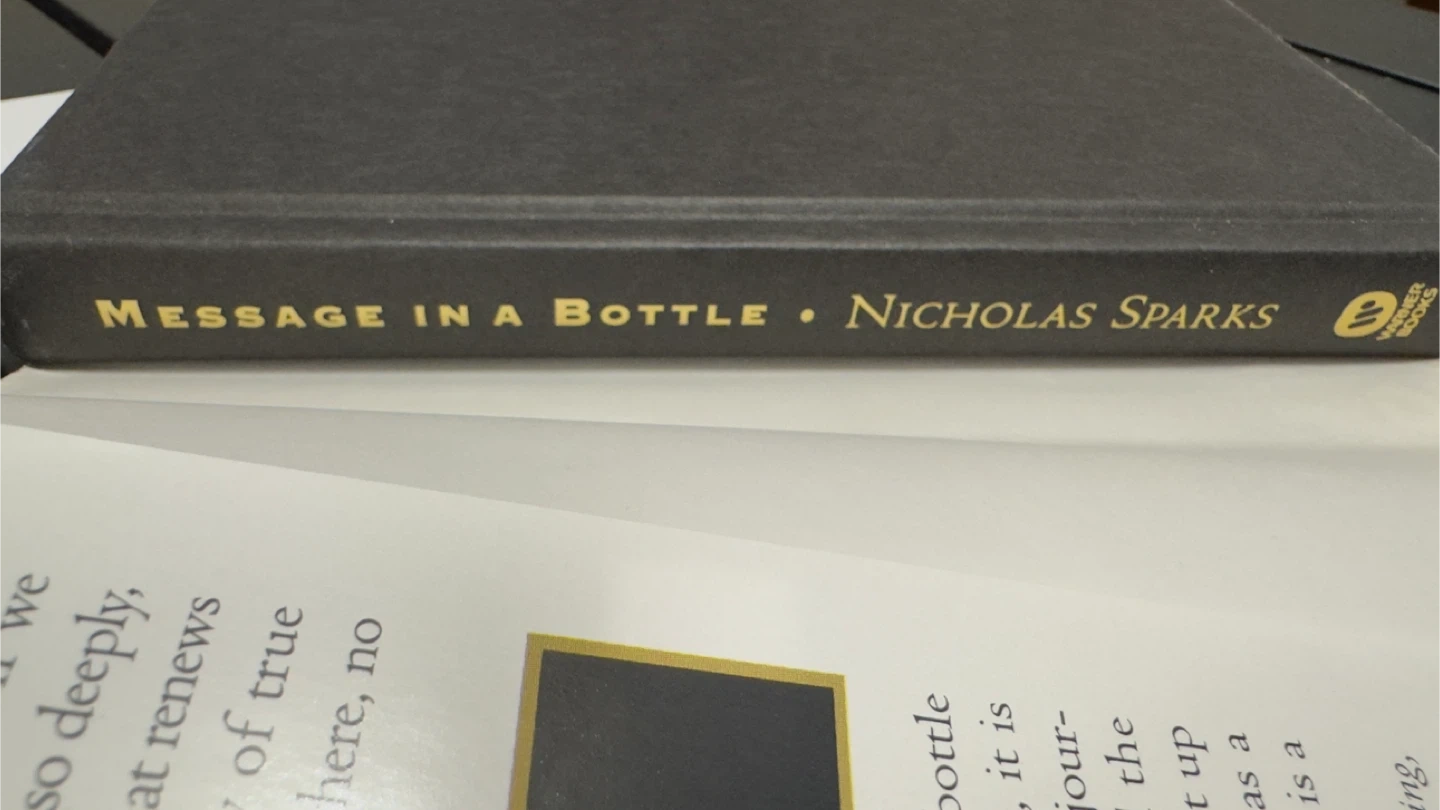 MESSAGE IN A BOTTLE • NICHOLAS SPARKS
WARNER
BOOKS
we
so deeply,
at renews
of true
here, no
bottle
, it is
jour-
the
t up
as a
is a